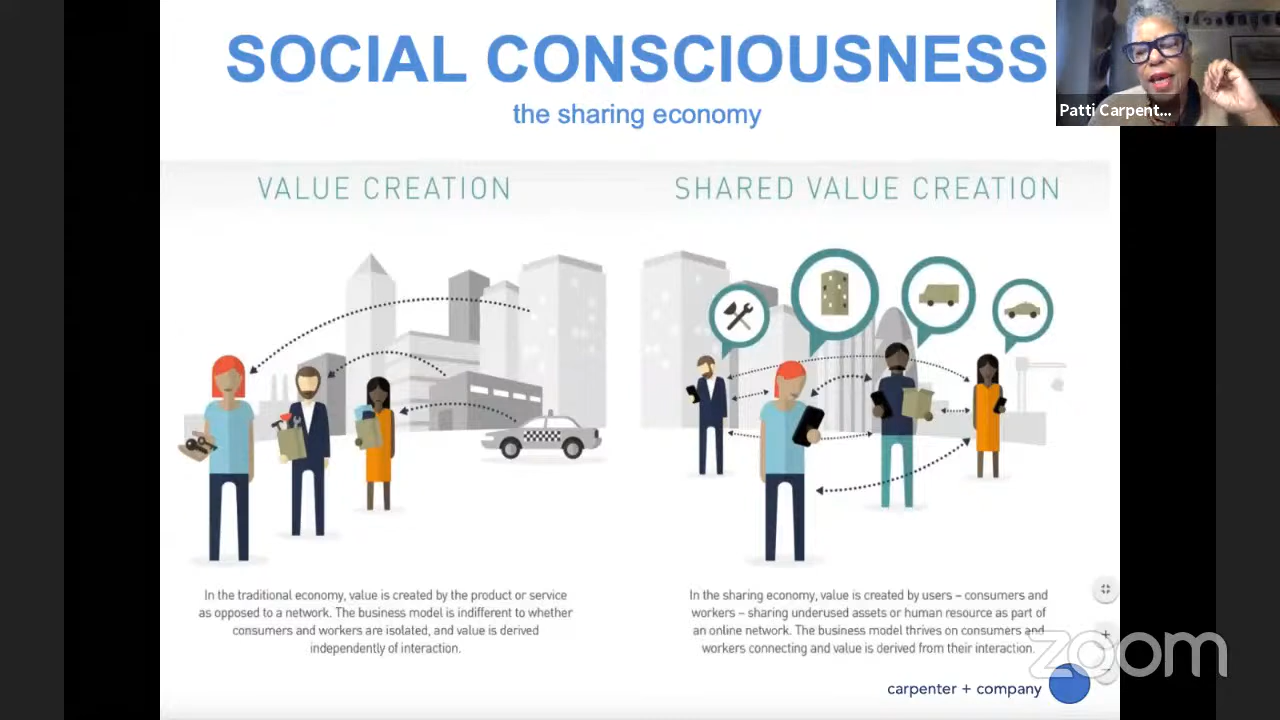 SOCIAL CONSCIOUSNESS
the sharing economy
Patti Carpent...
VALUE CREATION
SHARED VALUE CREATION
In the traditional economy, value is created by the product or service
as opposed to a network. The business model is indifferent to whether
consumers and workers are isolated, and value is derived
independently of interaction.
In the sharing economy, value is created by users – consumers and
workers – sharing underused assets or human resource as part of
an online network. The business model thrives on consumers and
workers connecting and value is derived from their interaction.
zoom
carpenter + company